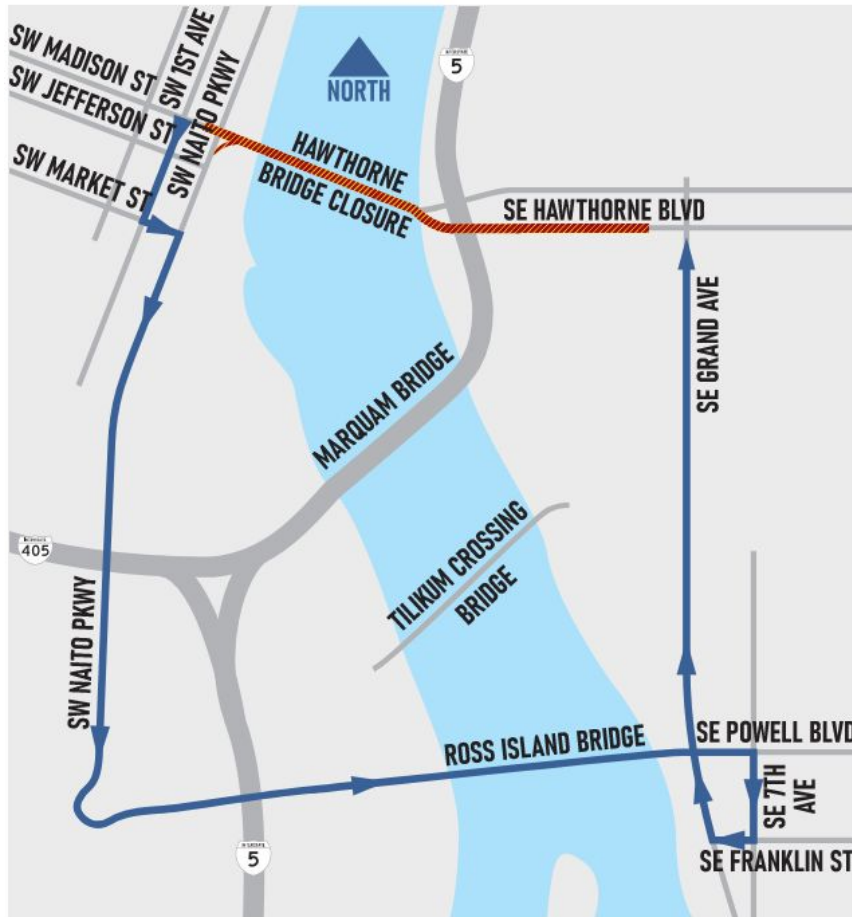 SW MADISON ST
SW 1ST AVE
SW JEFFERSON ST
SW NAITO PKWY
SW MARKET ST
NORTH
5
HAWTHORNE
BRIDGE CLOSURE
SE HAWTHORNE BLVD
SE GRAND AVE
MARQUAM BRIDGE
405
TILIKUM CROSSING
BRIDGE
SW NAITO PKWY
ROSS ISLAND BRIDGE
SE POWELL BLVD
SE 7TH
AVE
5
SE FRANKLIN ST